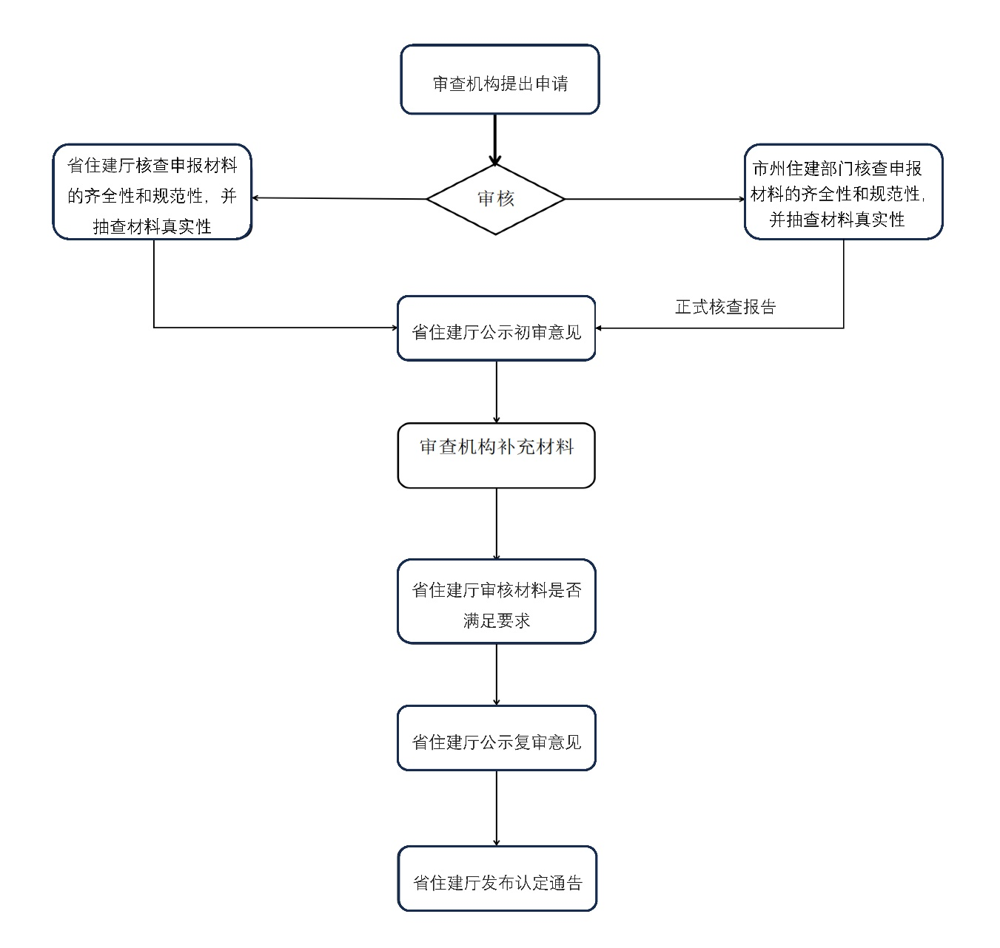 审查机构提出申请
省住建厅核查申报材料
的齐全性和规范性，并
抽查材料真实性
审核
市州住建部门核查申报
材料的齐全性和规范性，
并抽查材料真实性
正式核查报告
省住建厅公示初审意见
审查机构补充材料
省住建厅审核材料是否
满足要求
省住建厅公示复审意见
省住建厅发布认定通告